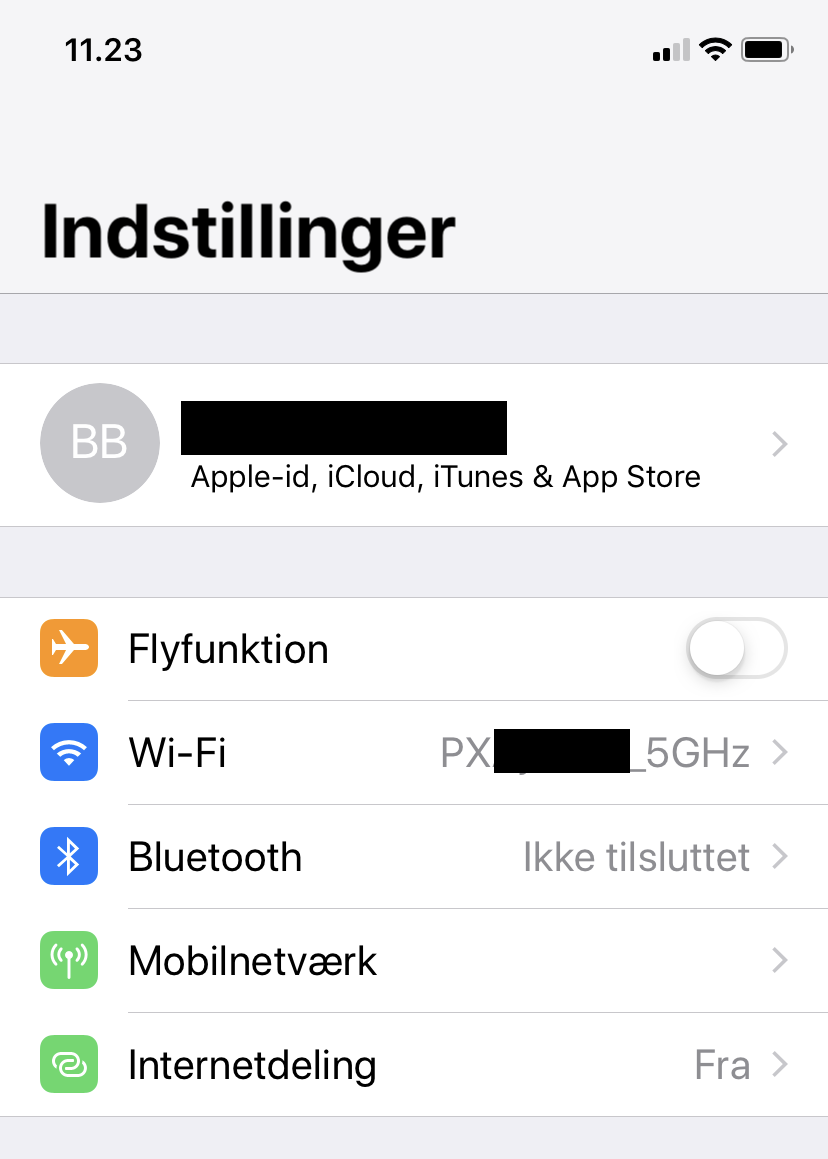 11.23
Indstillinger
BB
Apple-id, iCloud, iTunes & App Store
Flyfunktion
Wi-Fi PX _5GHz
Bluetooth Ikke tilsluttet
Mobilnetværk
Internetdeling Fra